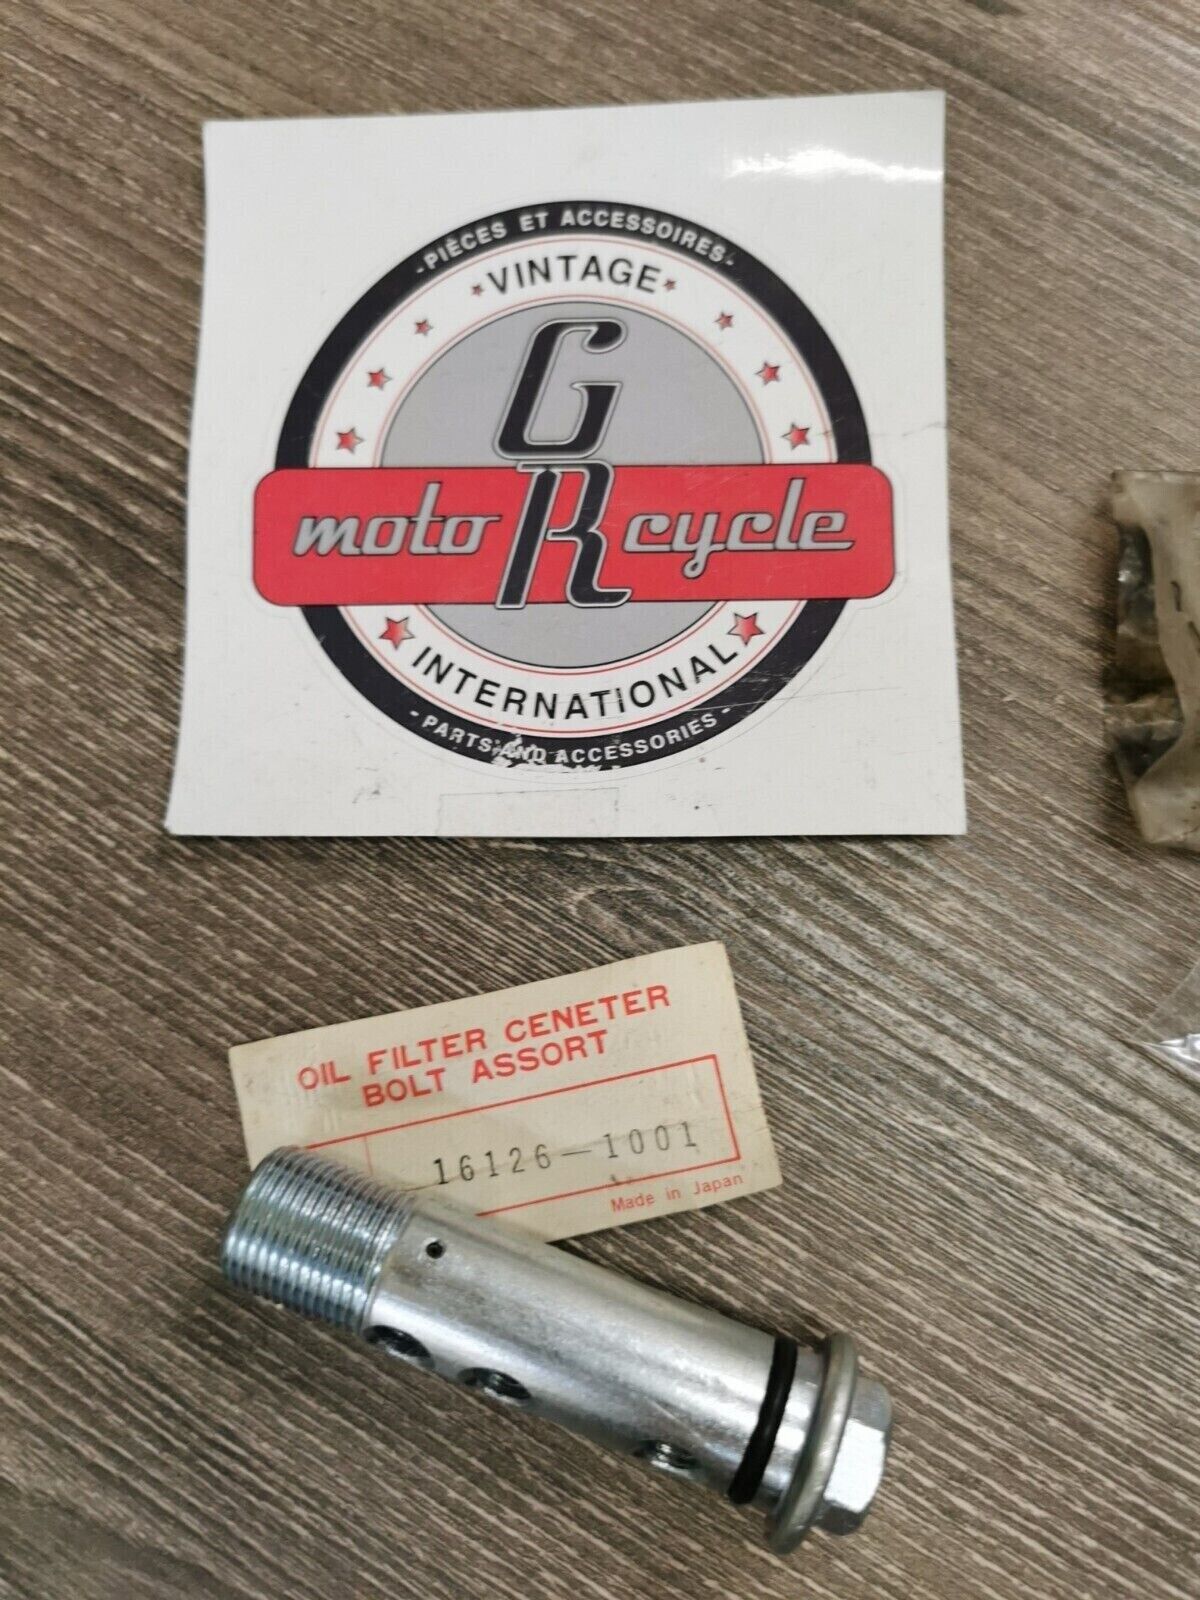 - PIÈCES ET ACCESSOIRES -
VINTAGE
GR
moto cycle
INTERNATIONAL
- PARTS AND ACCESSORIES -
OIL FILTER CENETER
BOLT ASSORT
16126-1001
Made in Japan